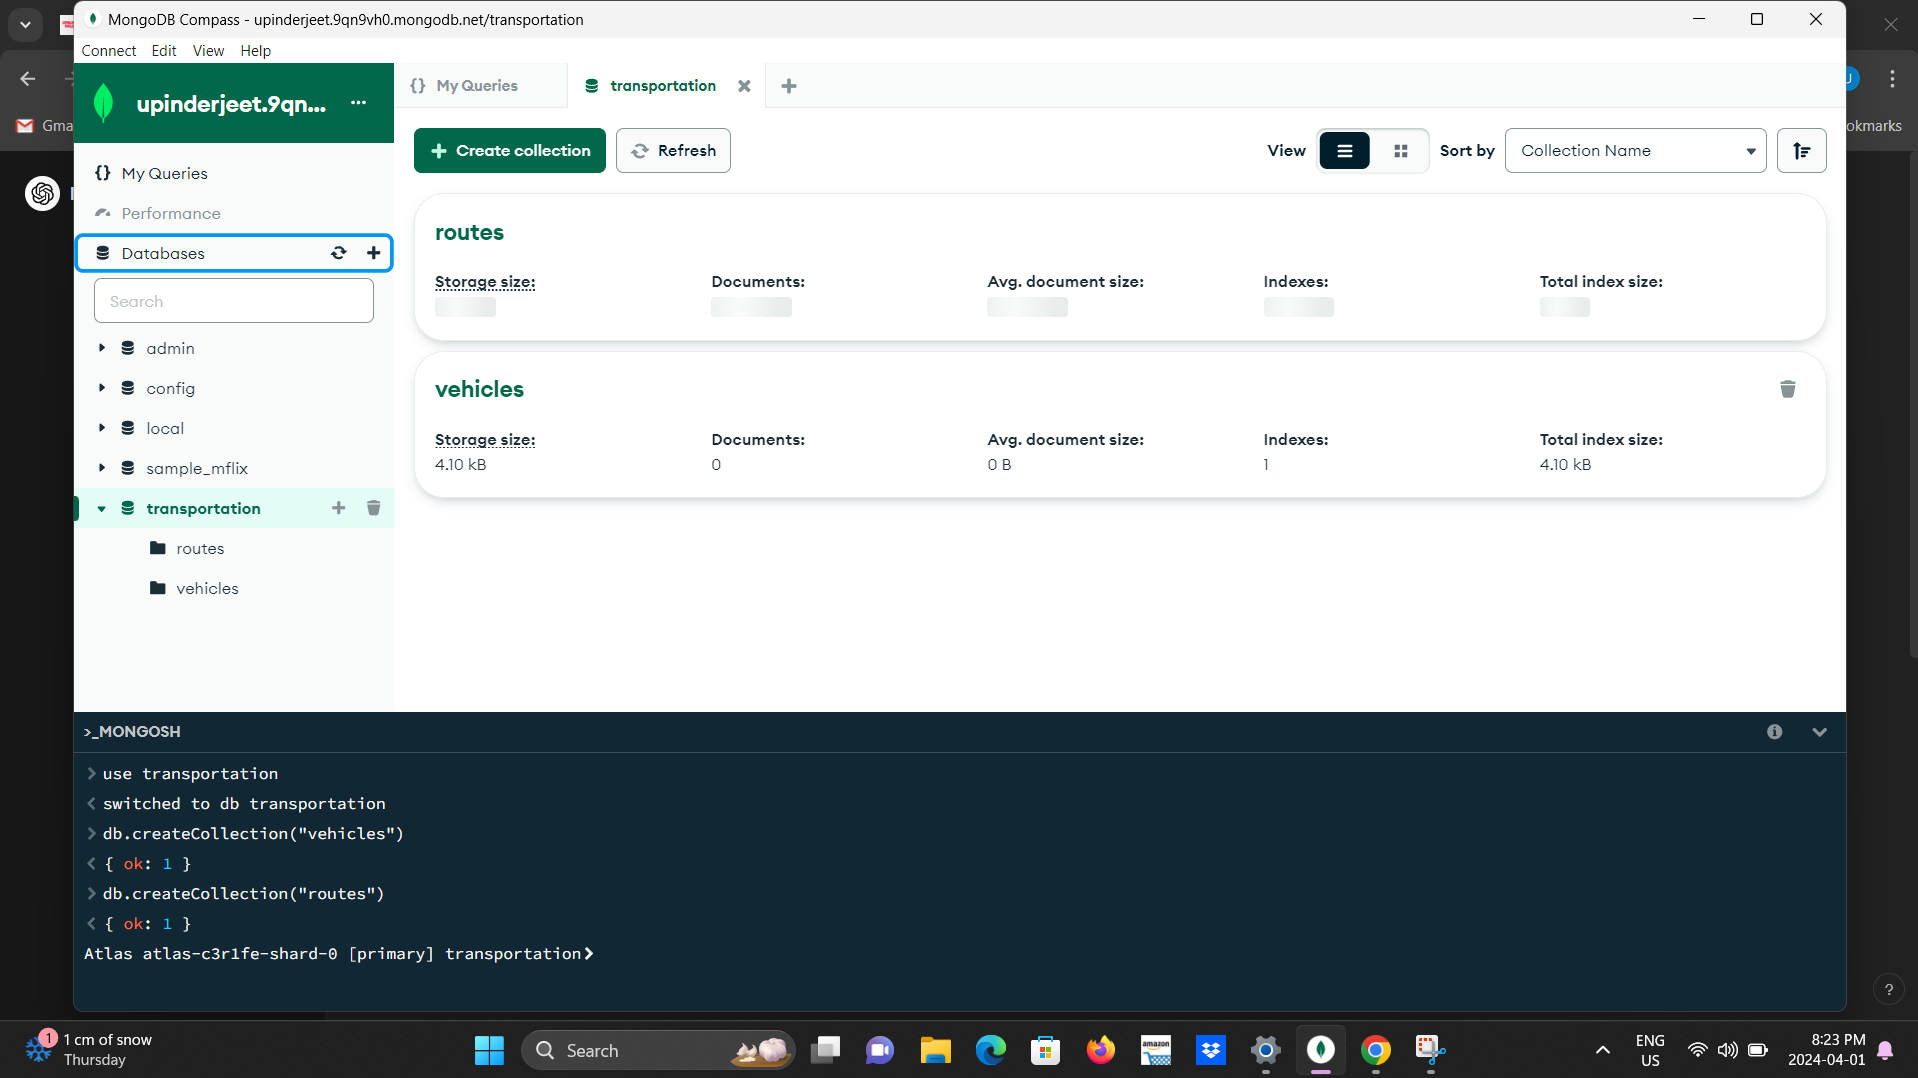 MongoDB Compass - upinderjeet.9qn9vh0.mongodb.net/transportation
Connect Edit View Help
upinderjeet.9qn... ...
{} My Queries
transportation
Gma
okmarks
Create collection
Refresh
View
Sort by
Collection Name
{} My Queries
Performance
Databases
Search
admin
config
local
sample_mflix
transportation
routes
vehicles
routes
Storage size: Documents: Avg. document size: Indexes: Total index size:
vehicles
Storage size: Documents: Avg. document size: Indexes: Total index size:
4.10 kB 0 0 B 1 4.10 kB
>_MONGOSH
> use transportation
< switched to db transportation
> db.createCollection("vehicles")
< { ok: 1 }
> db.createCollection("routes")
< { ok: 1 }
Atlas atlas-c3r1fe-shard-0 [primary] transportation>
?
1
1 cm of snow
Thursday
Search
amazon
ENG
US
8:23 PM
2024-04-01